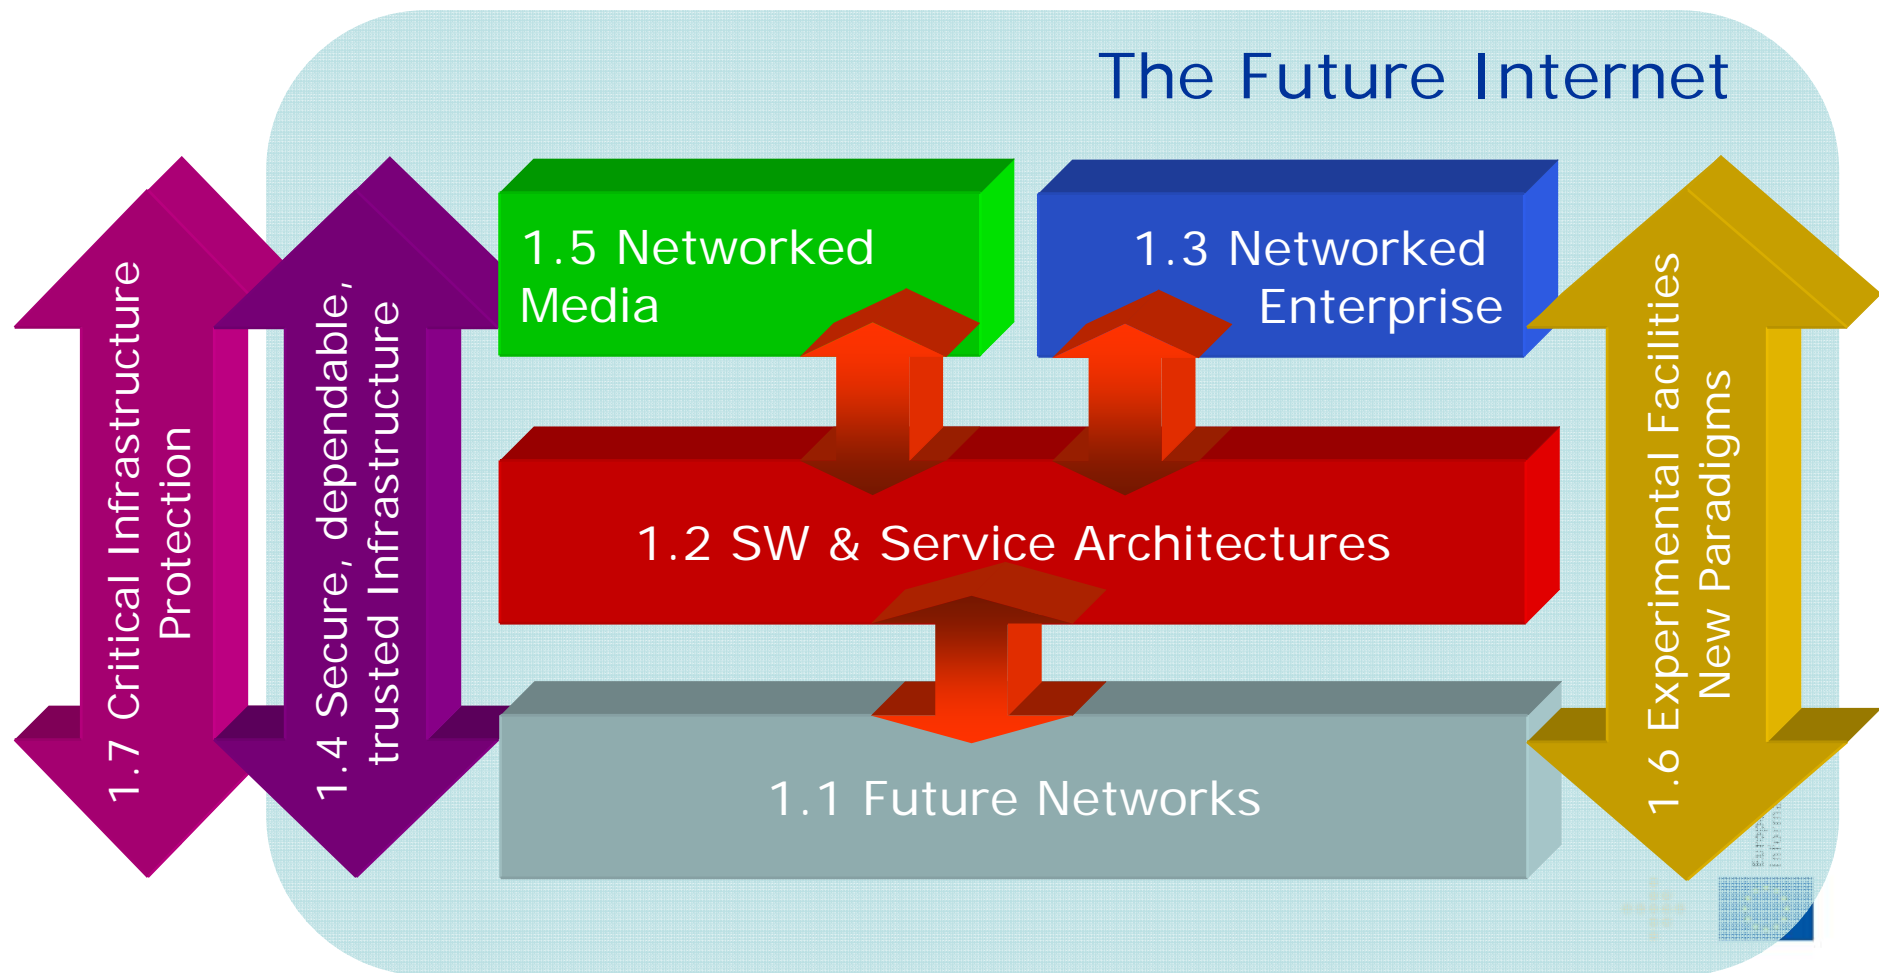 The Future Internet
1.7 Critical Infrastructure
Protection
1.4 Secure, dependable,
trusted Infrastructure
1.5 Networked
Media
1.3 Networked
Enterprise
1.2 SW & Service Architectures
1.1 Future Networks
1.6 Experimental Facilities
New Paradigms